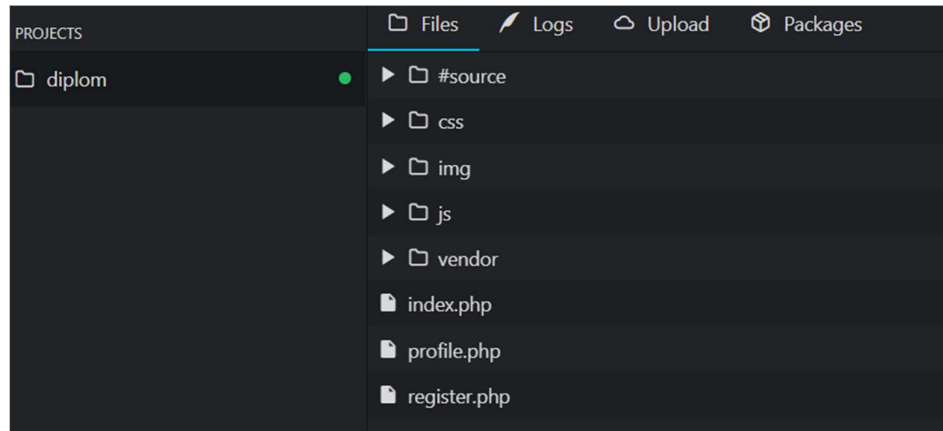 PROJECTS
diplom
Files Logs Upload Packages
#source
css
img
js
vendor
index.php
profile.php
register.php